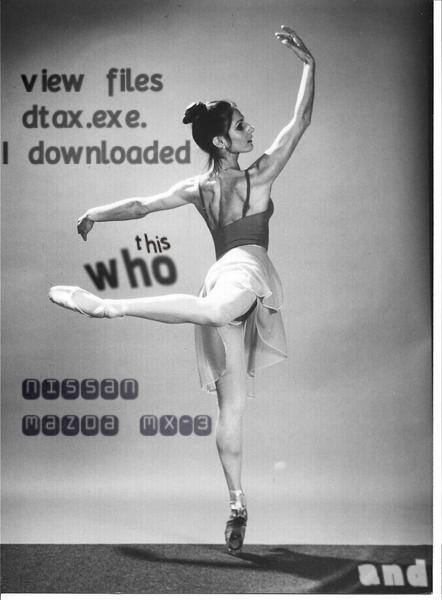 view files
dtax.exe.
I downloaded
this
who
NISSAN
MAZDA MX-3
and